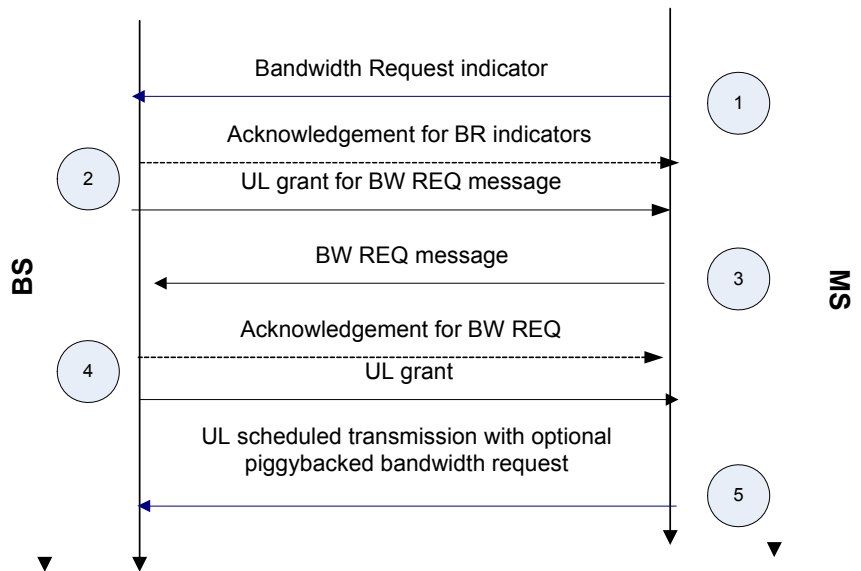 Bandwidth Request indicator
1
Acknowledgement for BR indicators
2
UL grant for BW REQ message
BS
BW REQ message
3
MS
Acknowledgement for BW REQ
4
UL grant
UL scheduled transmission with optional
piggybacked bandwidth request
5